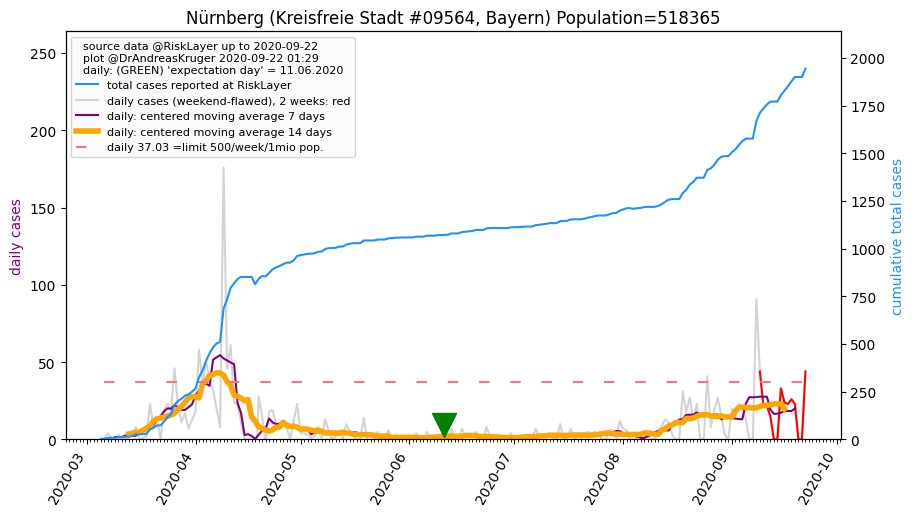 Nürnberg (Kreisfreie Stadt #09564, Bayern) Population=518365
source data @RiskLayer up to 2020-09-22
plot @DrAndreasKruger 2020-09-22 01:29
daily: (GREEN) 'expectation day' = 11.06.2020
total cases reported at RiskLayer
daily cases (weekend-flawed), 2 weeks: red
daily: centered moving average 7 days
daily: centered moving average 14 days
daily 37.03 =limit 500/week/1mio pop.
daily cases
250
200
150
100
50
0
cumulative total cases
2000
1750
1500
1250
1000
750
500
250
0
2020-03
2020-04
2020-05
2020-06
2020-07
2020-08
2020-09
2020-10